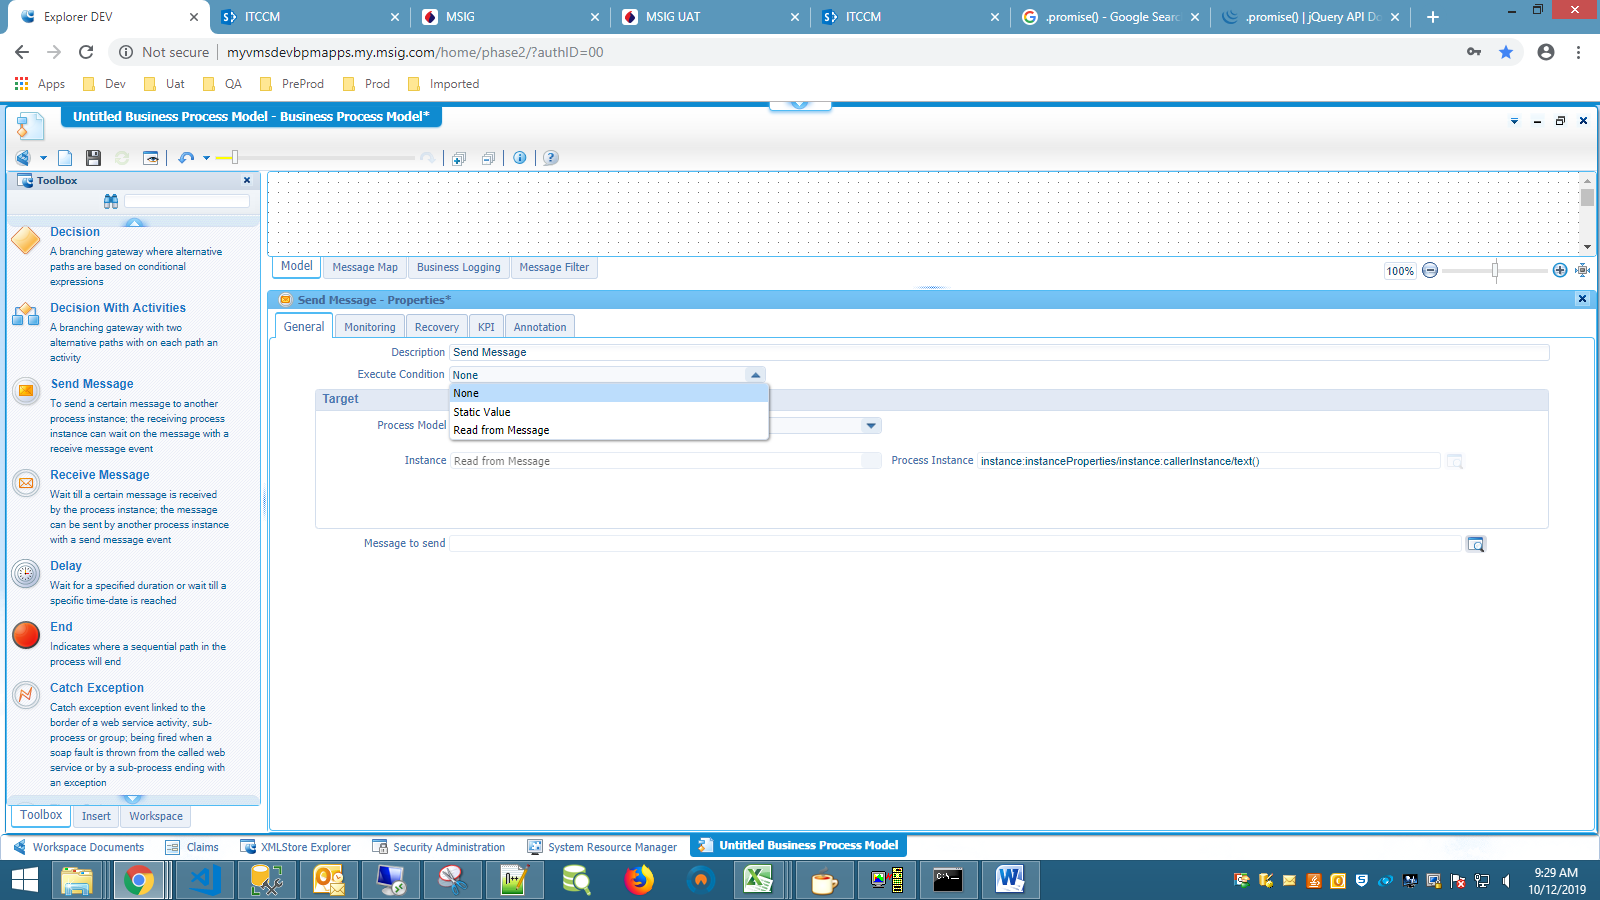 Explorer DEV
ITCCM
MSIG
MSIG UAT
ITCCM
.promise() - Google Searc
.promise() | jQuery API Do
Not secure
myvmsdevbpmapps.my.msig.com/home/phase2/?authID=00
Apps
Dev
Uat
QA
PreProd
Prod
Imported
Untitled Business Process Model - Business Process Model*
Toolbox
Decision
A branching gateway where alternative
paths are based on conditional
expressions
Decision With Activities
A branching gateway with two
alternative paths with on each path an
activity
Send Message
To send a certain message to another
process instance; the receiving process
instance can wait on the message with a
receive message event
Receive Message
Wait till a certain message is received
by the process instance; the message
can be sent by another process instance
with a send message event
Delay
Wait for a specified duration or wait till a
specific time-date is reached
End
Indicates where a sequential path in the
process will end
Catch Exception
Catch exception event linked to the
border of a web service activity, sub-
process or group; being fired when a
soap fault is thrown from the called web
service or by a sub-process ending with
an exception
Toolbox
Insert
Workspace
Model
Message Map
Business Logging
Message Filter
100%
Send Message - Properties*
General
Monitoring
Recovery
KPI
Annotation
Description
Send Message
Execute Condition
None
None
Static Value
Read from Message
Target
Process Model
Instance
Read from Message
Process Instance
instance:instanceProperties/instance:callerInstance/text()
Message to send
Workspace Documents
Claims
XMLStore Explorer
Security Administration
System Resource Manager
Untitled Business Process Model
9:29 AM
10/12/2019